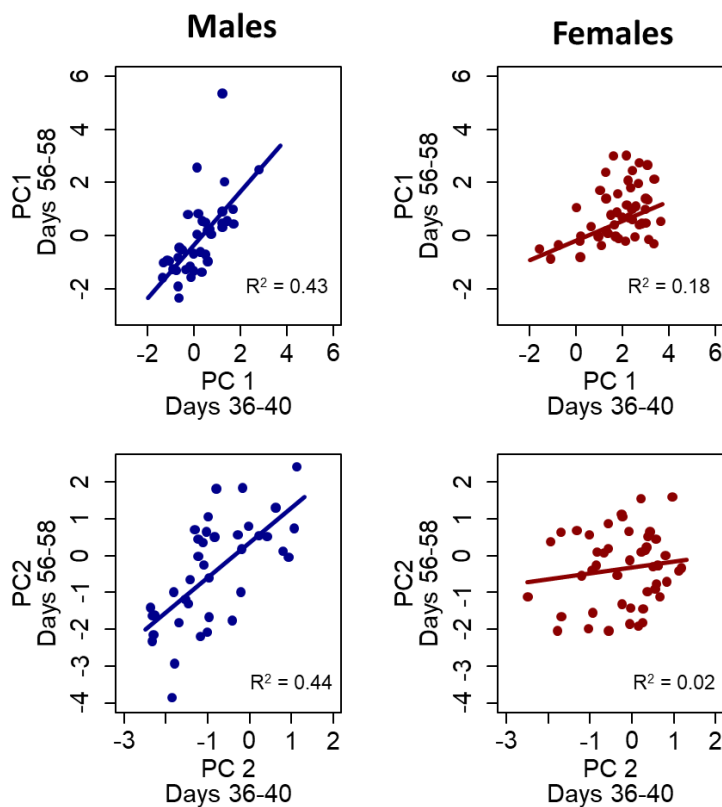 Males
Females
6
4
2
0
-2
PC1
Days 56-58
R² = 0.43
-2 0 2 4 6
PC 1
Days 36-40
6
4
2
0
-2
PC1
Days 56-58
R² = 0.18
-2 0 2 4 6
PC 1
Days 36-40
2
1
0
-1
-2
-3
-4
PC2
Days 56-58
R² = 0.44
-3 -1 0 1 2
PC 2
Days 36-40
2
1
0
-1
-2
-3
-4
PC2
Days 56-58
R² = 0.02
-3 -1 0 1 2
PC 2
Days 36-40